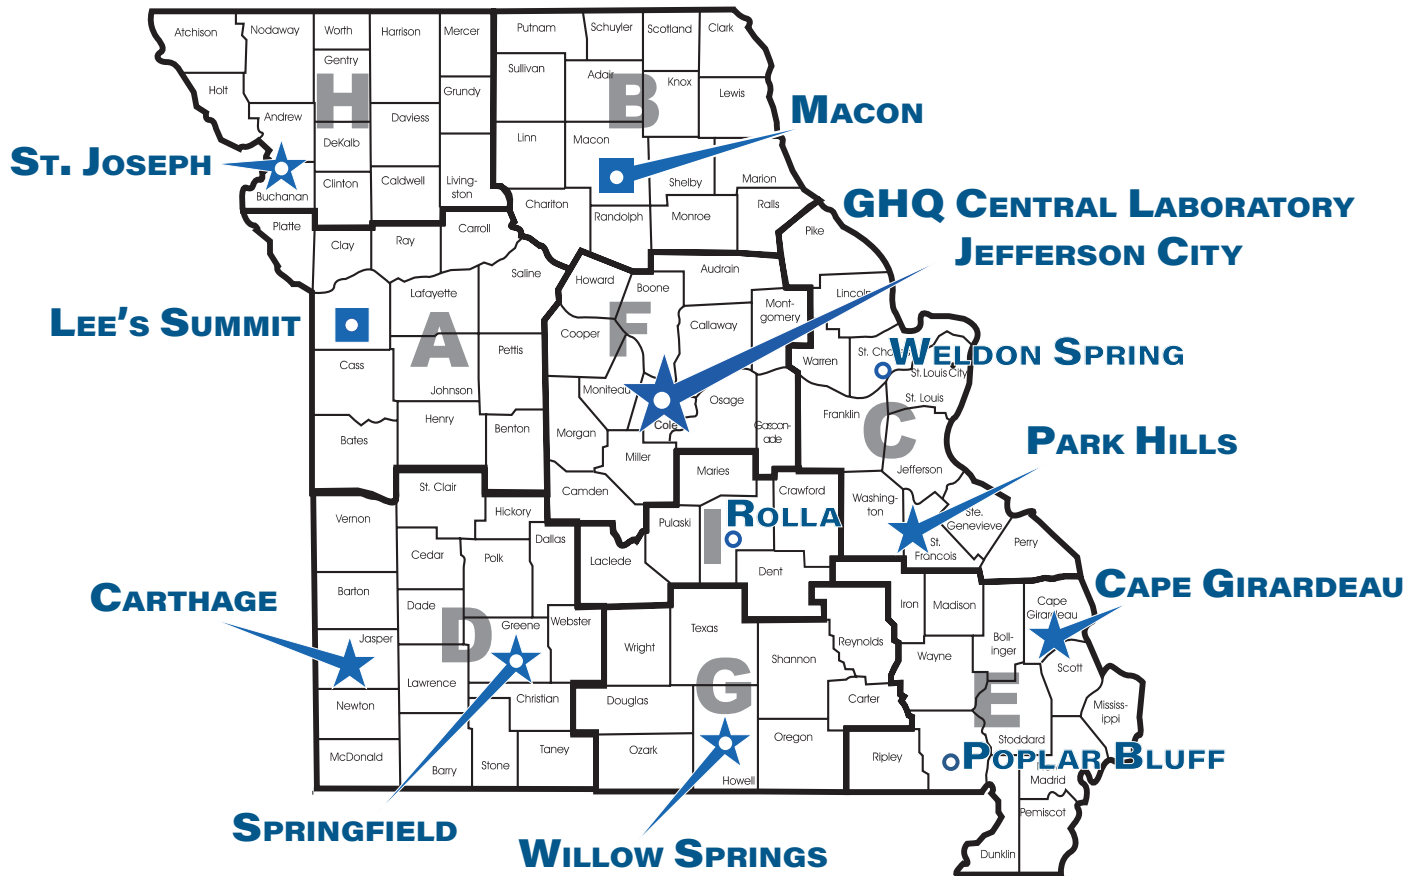 Atchison
Nodaway
Worth
Harrison
Mercer
Putnam
Schuyler
Scotland
Clark
Gentry
Sullivan
Adair
Knox
Holt
Grundy
Lewis
H
B
Andrew
Daviess
MACON
DeKalb
Linn
Macon
ST. JOSEPH
Clinton
Caldwell
Living-
ston
Shelby
Marion
Buchanan
Chariton
Randolph
Monroe
Ralls
GHQ CENTRAL LABORATORY
JEFFERSON CITY
Platte
Clay
Ray
Carroll
Pike
Saline
Howard
Boone
Audrain
Lafayette
Lincoln
Mont-
gomery
LEE'S SUMMIT
A
F
Cooper
Callaway
Pettis
Cass
Warren
St. Cha
WELDON SPRING
St. Louis City
Johnson
Moniteau
Osage
St. Louis
Henry
Benton
Cole
Franklin
C
Gascon-
ade
Bates
Morgan
PARK HILLS
Miller
Maries
Jefferson
St. Clair
Camden
Crawford
Washing-
ton
Vernon
Hickory
Pulaski
I
ROLLA
Ste.
Genevieve
Dallas
St.
Francois
Perry
Cedar
Polk
Laclede
Dent
CARTHAGE
Barton
Dade
CAPE GIRARDEAU
Iron
Madison
Cape
Girardeau
Jasper
D
Greene
Webster
Texas
Reynolds
Boll-
inger
Wright
Shannon
Wayne
Scott
Lawrence
G
Newton
Christian
Douglas
Carter
E
Mississ-
ippi
Ozark
Oregon
Stoddard
McDonald
Barry
Stone
Taney
Howell
Ripley
POPLAR BLUFF
Madrid
Pemiscot
SPRINGFIELD
WILLOW SPRINGS
Dunklin